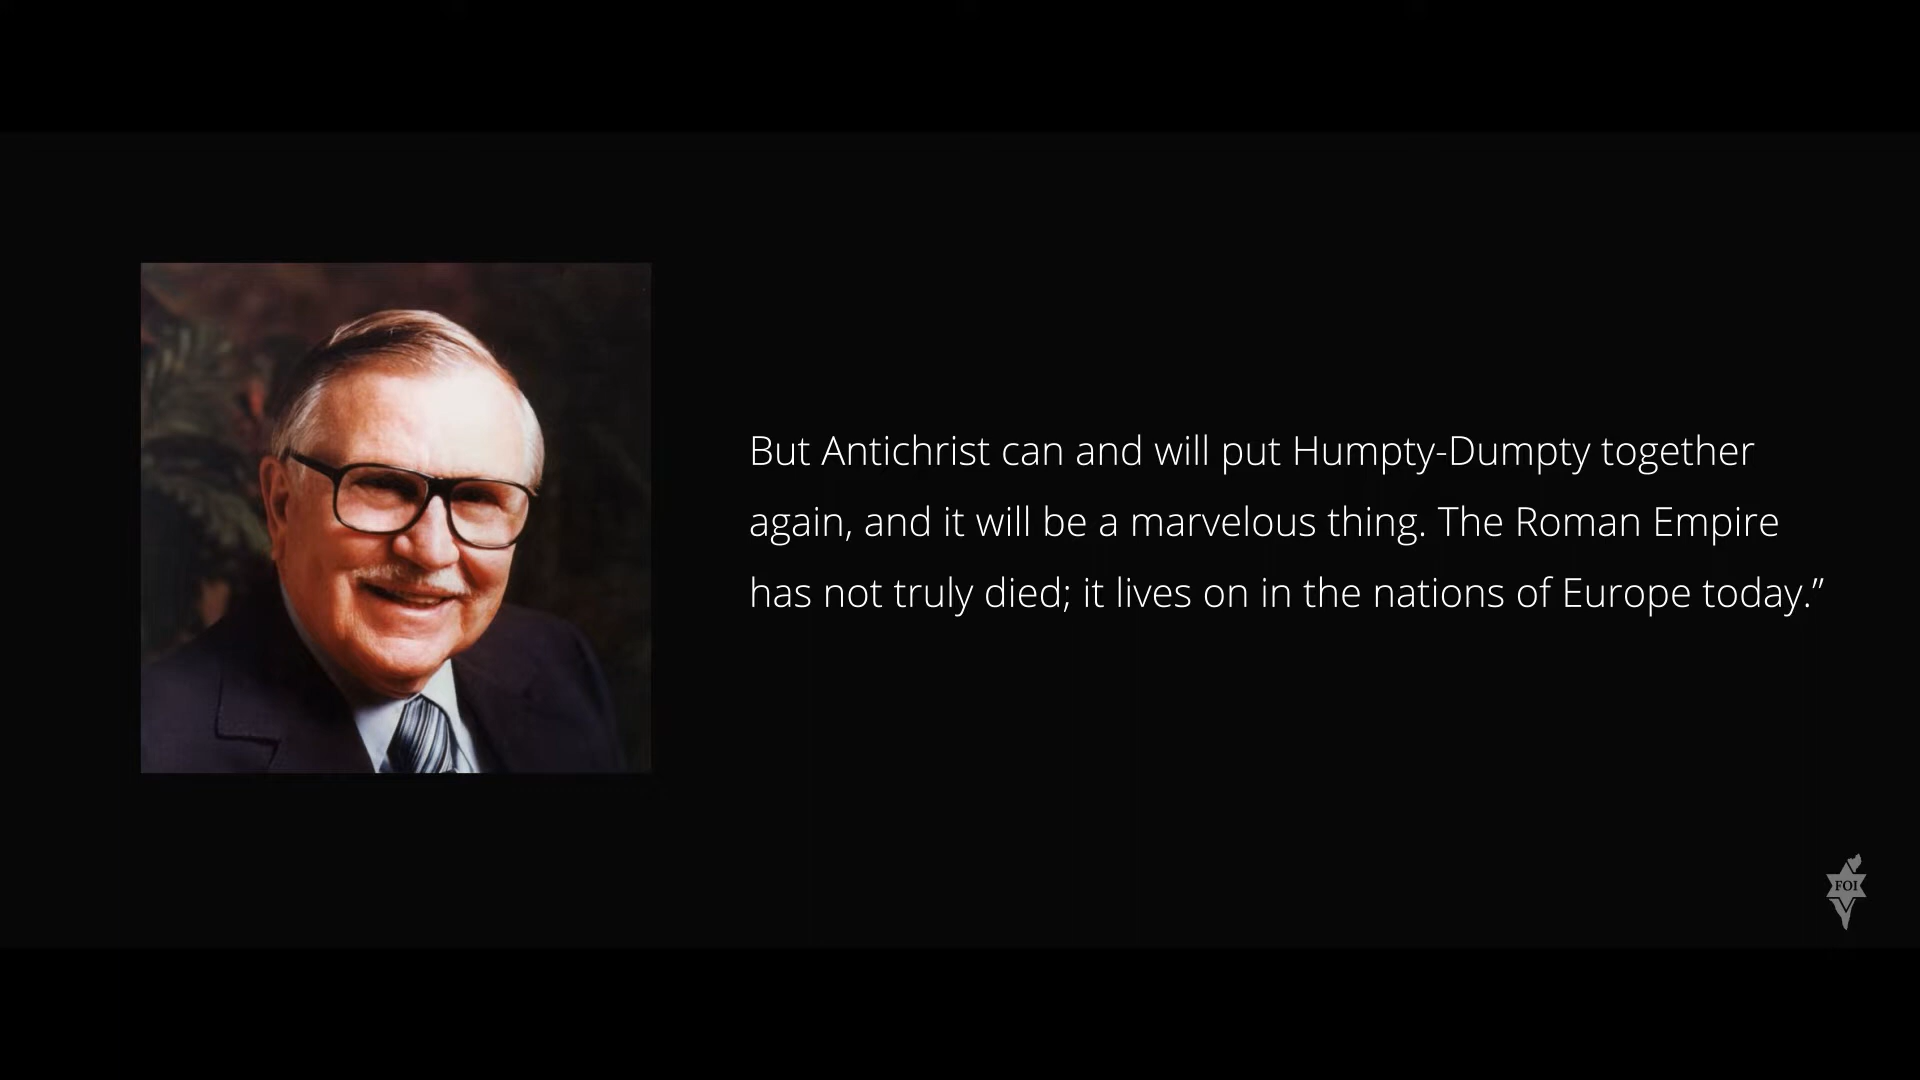 But Antichrist can and will put Humpty-Dumpty together
again, and it will be a marvelous thing. The Roman Empire
has not truly died; it lives on in the nations of Europe today.”
FOI